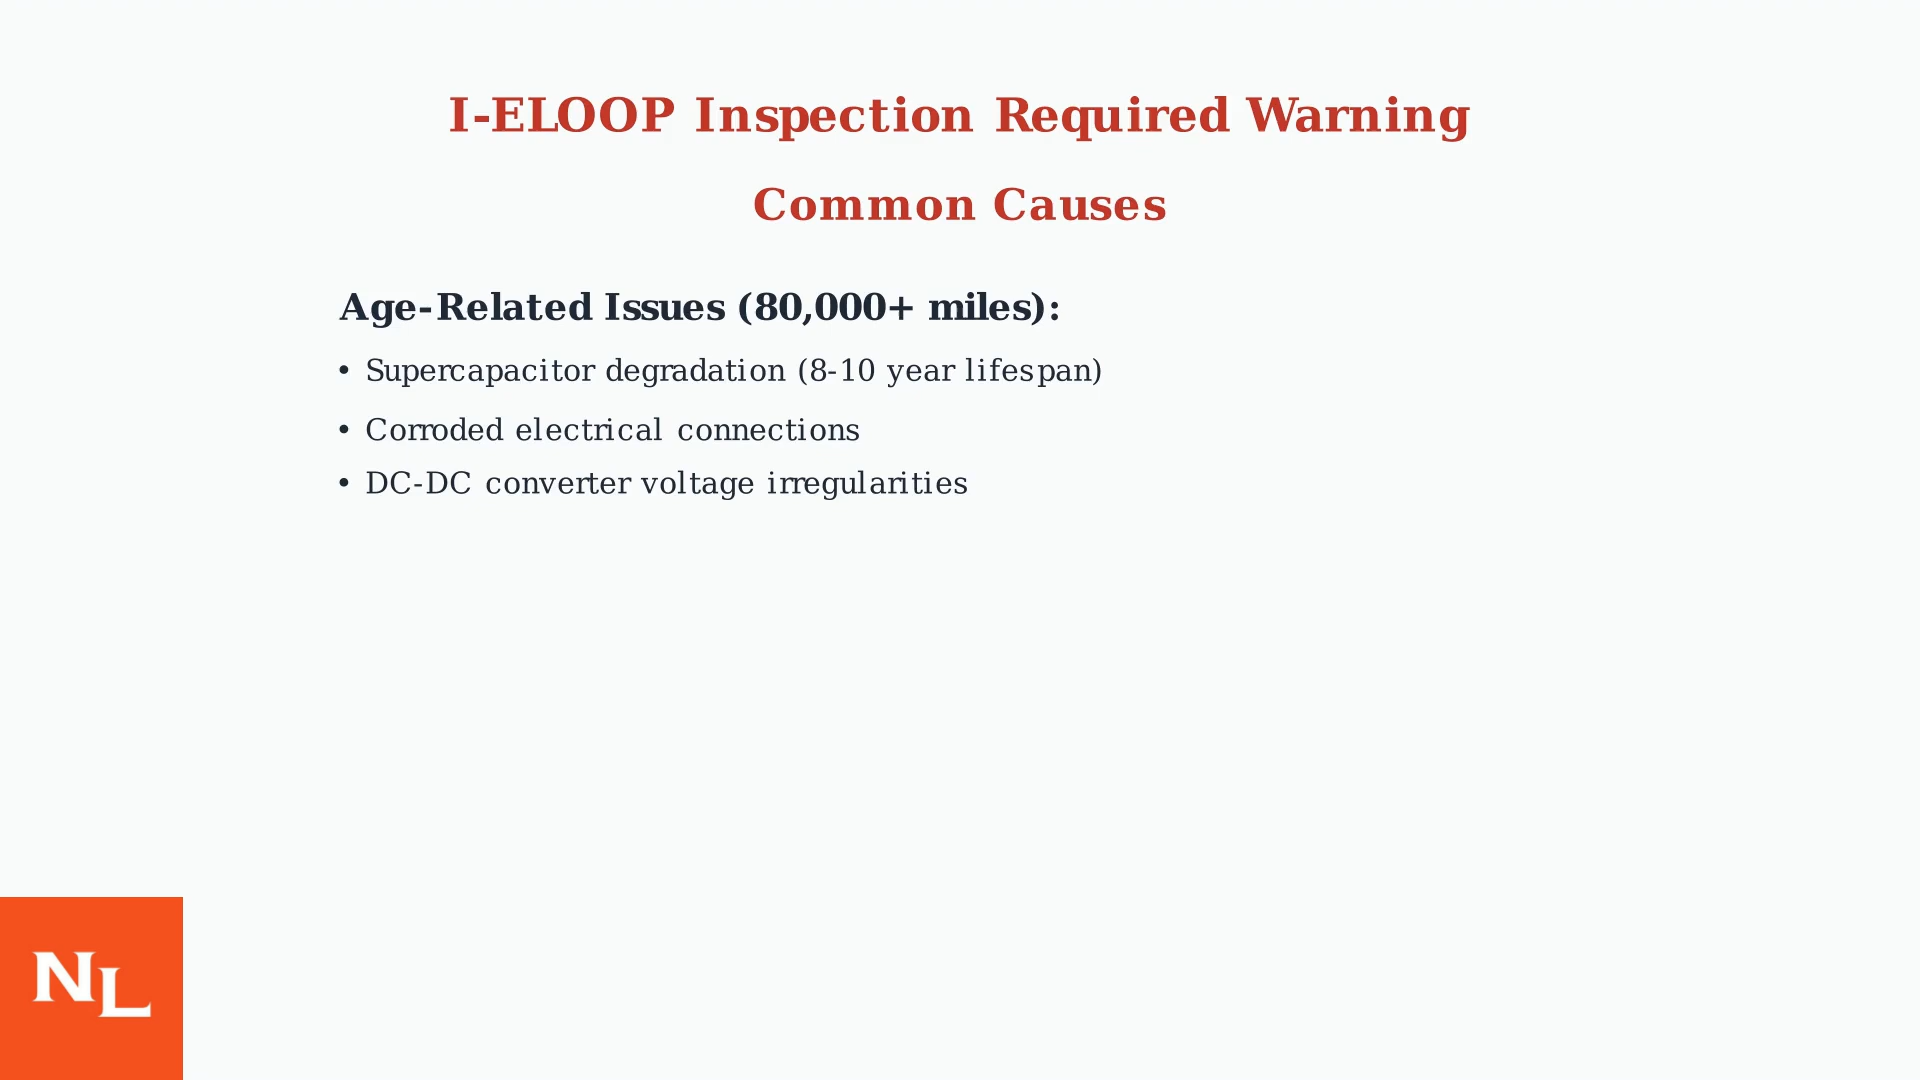 I-ELOOP Inspection Required Warning
Common Causes
Age-Related Issues (80,000+ miles):
• Supercapacitor degradation (8-10 year lifespan)
• Corroded electrical connections
• DC-DC converter voltage irregularities
NL